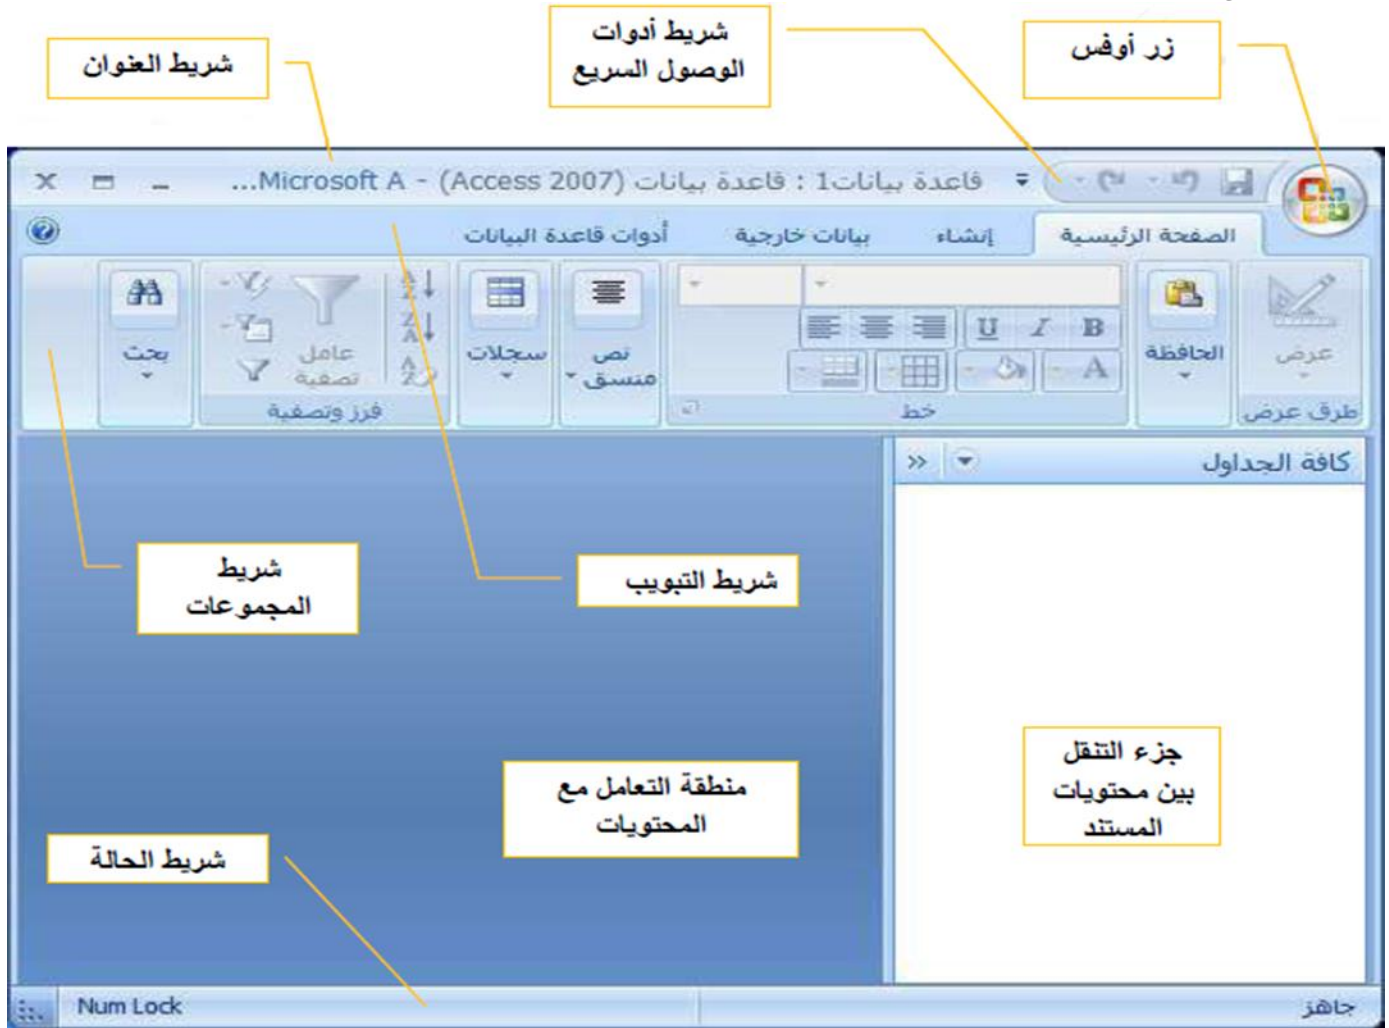 زر أوفس
شريط أدوات
الوصول السريع
شريط العنوان
قاعدة بيانات1 : قاعدة بيانات (Access 2007) - Microsoft A...
الصفحة الرئيسية
إنشاء
بيانات خارجية
أدوات قاعدة البيانات
عرض
طرق عرض
الحافظة
B I U
A
خط
نص
منسق
سجلات
عامل
تصفية
فرز وتصفية
بحث
كافة الجداول
شريط
المجموعات
شريط التبويب
جزء التنقل
بين محتويات
المستند
منطقة التعامل مع
المحتويات
شريط الحالة
جاهز
Num Lock